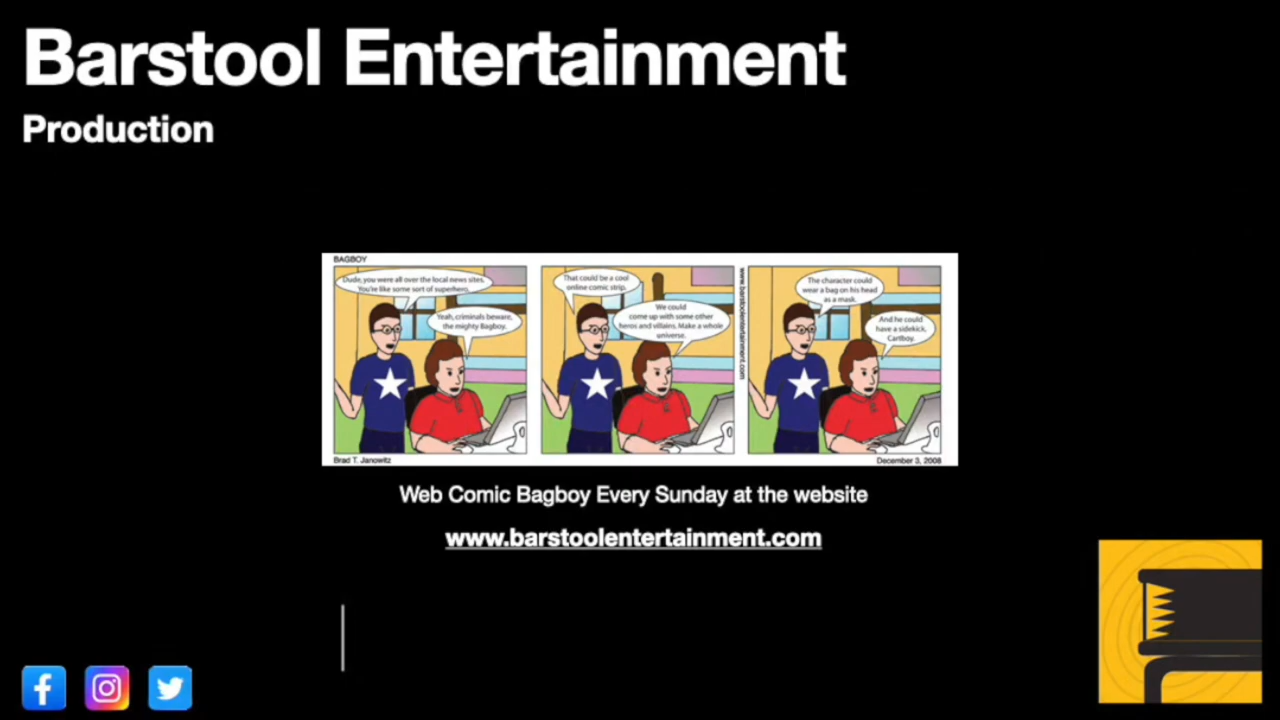 Barstool Entertainment
Production
BAGBOY
Dude, you were all over the local news sites.
You're like some sort of superhero.
Yeah, criminals beware,
the mighty Bagboy.
That could be a cool
online comic strip.
We could
come up with some other
heros and villains. Make a whole
universe.
www.barstoolentertainment.com
The character could
wear a bag on his head
as a mask.
And he could
have a sidekick,
Cartboy.
Brad T. Janowitz
December 3, 2008
Web Comic Bagboy Every Sunday at the website
www.barstoolentertainment.com